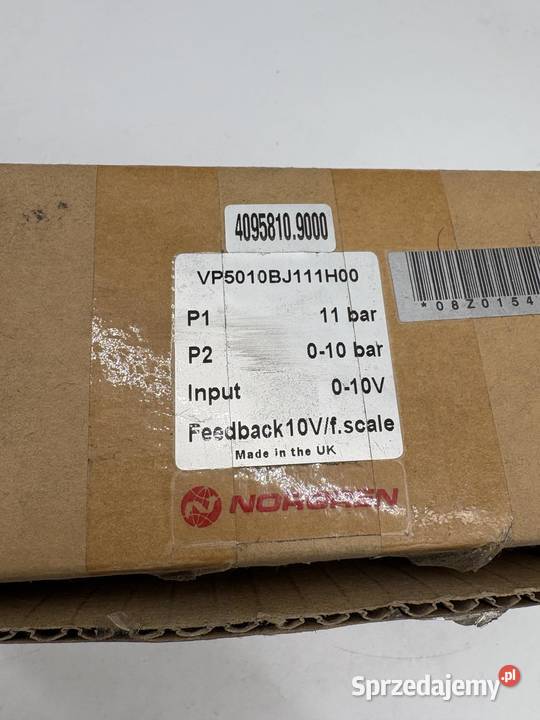 4095810.9000
VP5010BJ111H00
P1 11 bar
P2 0-10 bar
Input 0-10V
Feedback10V/f.scale
Made in the UK
NORGREN
*08Z0154
Sprzedajemy.pl